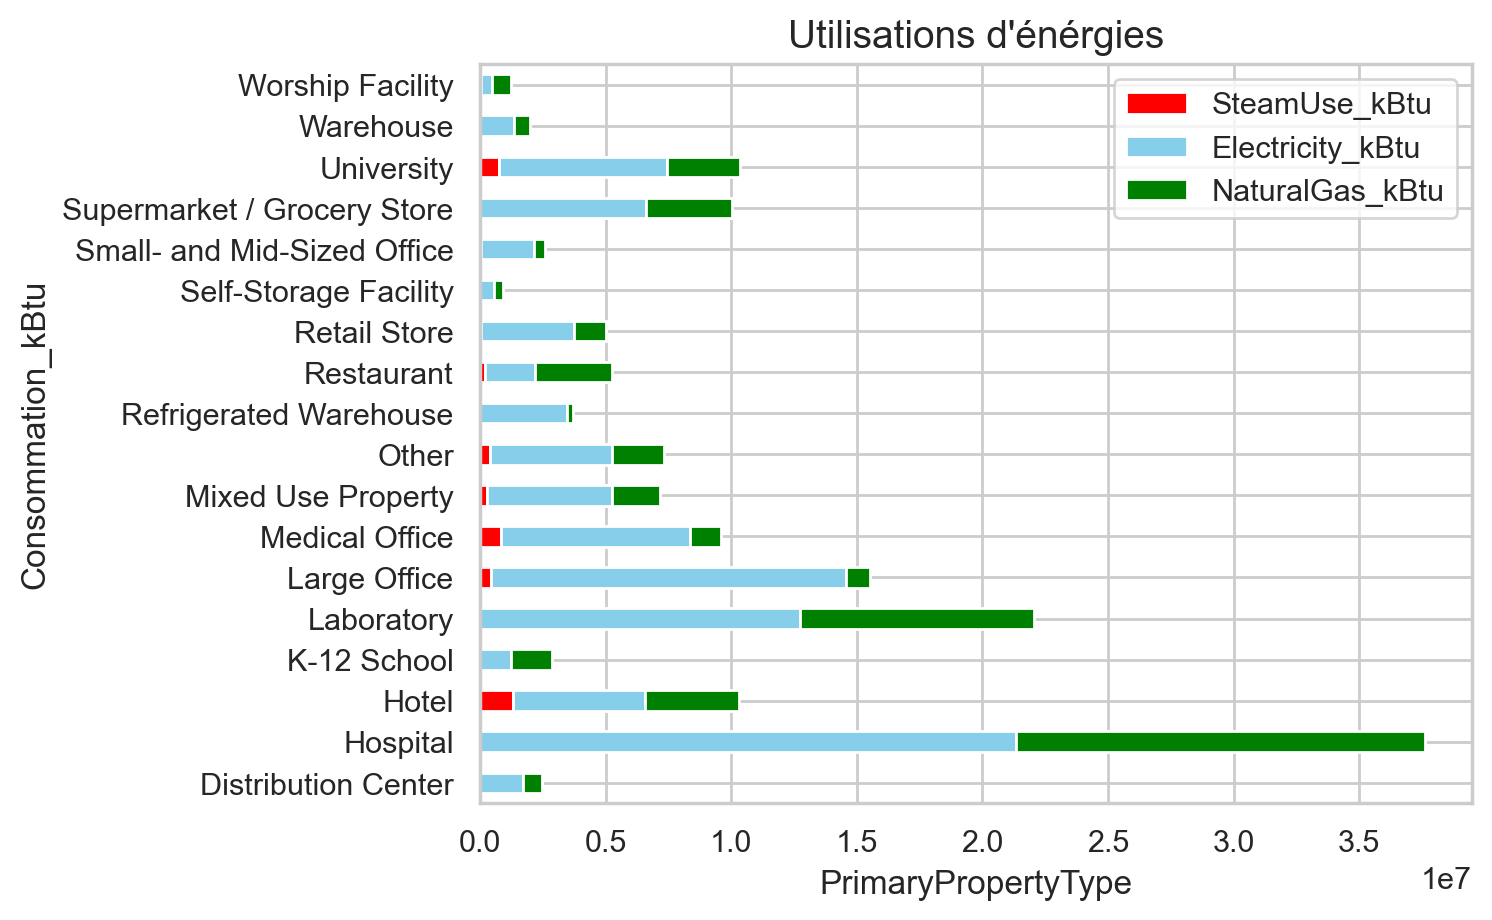 Utilisations d'énérgies
SteamUse_kBtu
Electricity_kBtu
NaturalGas_kBtu
Consommation_kBtu
Worship Facility
Warehouse
University
Supermarket / Grocery Store
Small- and Mid-Sized Office
Self-Storage Facility
Retail Store
Restaurant
Refrigerated Warehouse
Other
Mixed Use Property
Medical Office
Large Office
Laboratory
K-12 School
Hotel
Hospital
Distribution Center
0.0 0.5 1.0 1.5 2.0 2.5 3.0 3.5
1e7
PrimaryPropertyType